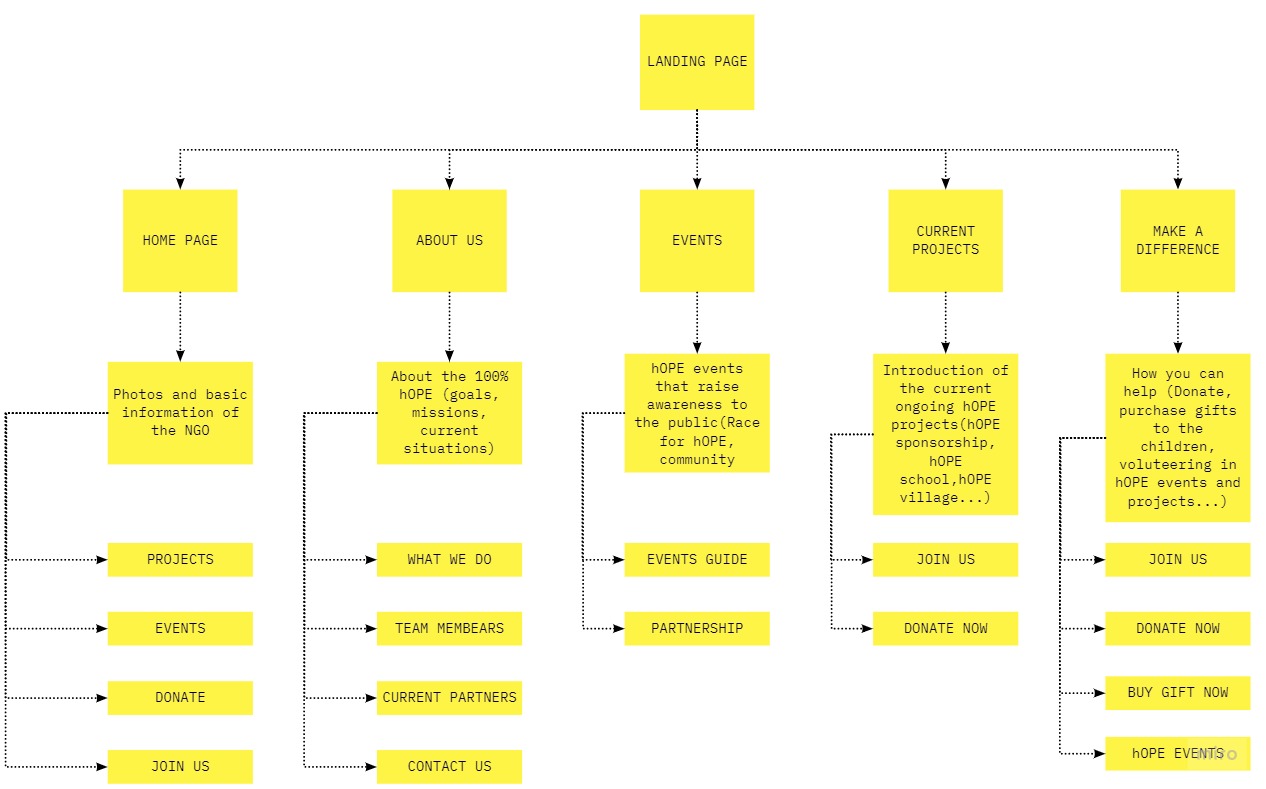 LANDING PAGE
HOME PAGE
ABOUT US
EVENTS
CURRENT
PROJECTS
MAKE A
DIFFERENCE
Photos and basic
information of
the NGO
About the 100%
hOPE (goals,
missions,
current
situations)
hOPE events
that raise
awareness to
the public(Race
for hOPE,
community
Introduction of
the current
ongoing hOPE
projects(hOPE
sponsorship,
hOPE
school,hOPE
village...)
How you can
help (Donate,
purchase gifts
to the
children,
voluteering in
hOPE events and
projects...)
PROJECTS
EVENTS
DONATE
JOIN US
WHAT WE DO
TEAM MEMBEARS
CURRENT PARTNERS
CONTACT US
EVENTS GUIDE
PARTNERSHIP
JOIN US
DONATE NOW
JOIN US
DONATE NOW
BUY GIFT NOW
hOPE EVENTS
miro